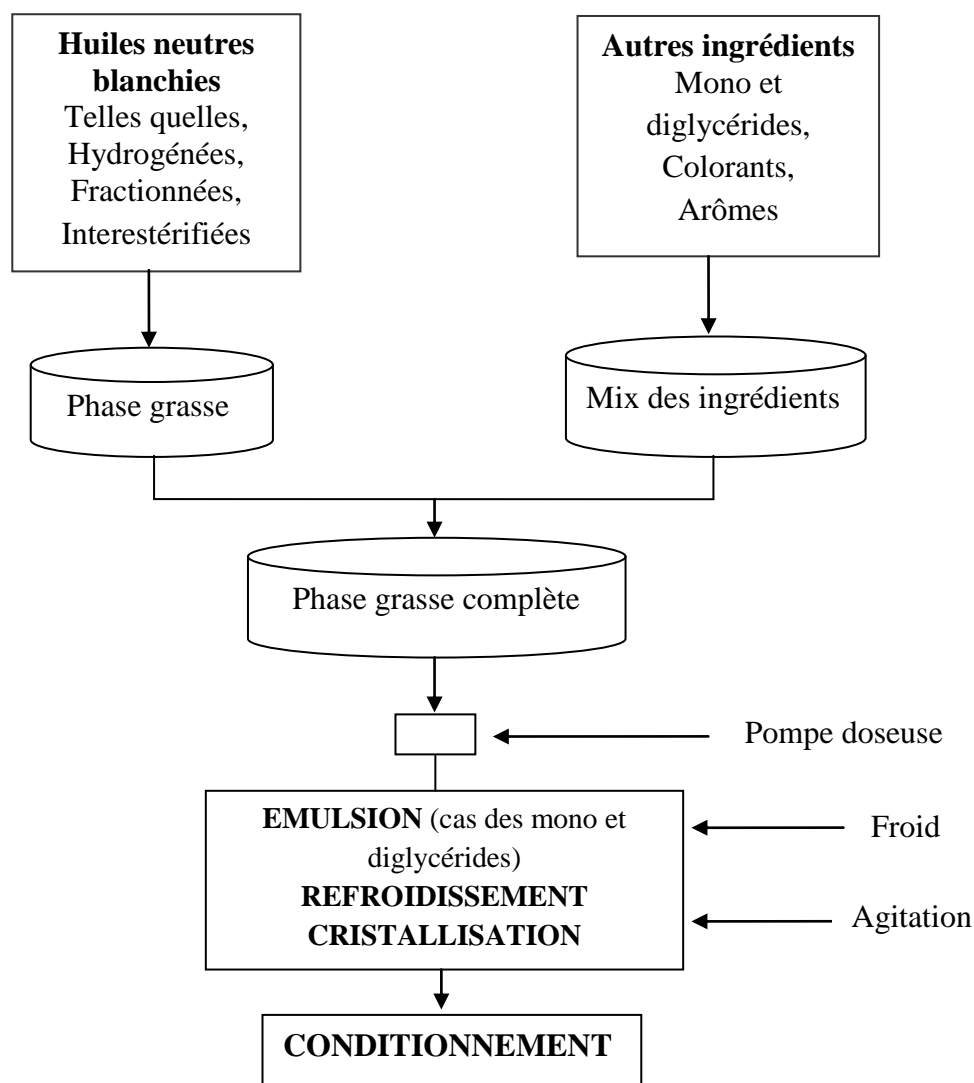 Huiles neutres
blanchies
Telles quelles,
Hydrogénées,
Fractionnées,
Interestérifiées
Autres ingrédients
Mono et
diglycérides,
Colorants,
Arômes
Phase grasse
Mix des ingrédients
Phase grasse complète
Pompe doseuse
EMULSION (cas des mono et
diglycérides)
REFROIDISSEMENT
CRISTALLISATION
Froid
Agitation
CONDITIONNEMENT